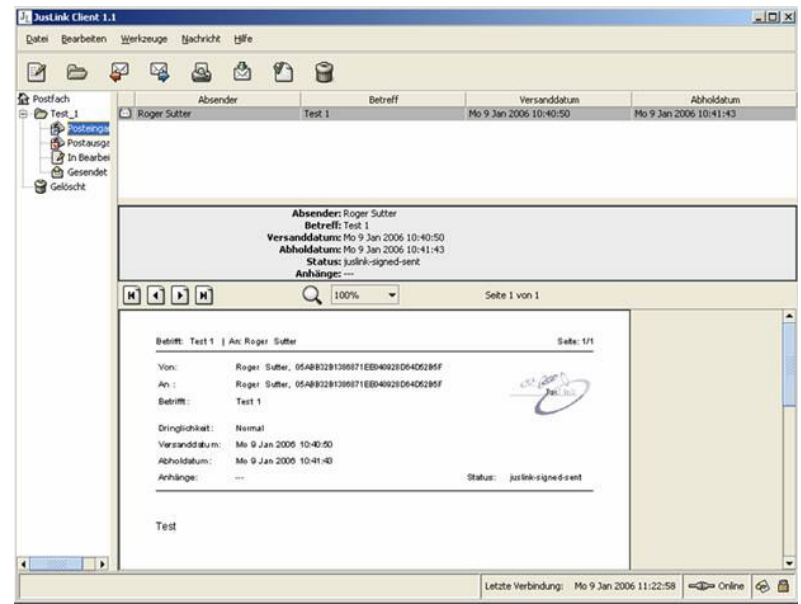 JusLink Client 1.1
Datei Bearbeiten Werkzeuge Nachricht Hilfe
Postfach
Test_1
Posteinga
Postausga
In Bearbei
Gesendet
Gelöscht
Absender Betreff Versanddatum Abholdatum
Roger Sutter Test 1 Mo 9 Jan 2006 10:40:50 Mo 9 Jan 2006 10:41:43
Absender: Roger Sutter
Betreff: Test 1
Versanddatum: Mo 9 Jan 2006 10:40:50
Abholdatum: Mo 9 Jan 2006 10:41:43
Status: juslink-signed-sent
Anhänge: ---
100% Seite 1 von 1
Betrifft: Test 1 | An: Roger Sutter Seite: 1/1
Von: Roger Sutter,
An : Roger Sutter,
Betrifft : Test 1
Dringlichkeit : Normal
Versanddatum: Mo 9 Jan 2006 10:40:50
Abholdatum: Mo 9 Jan 2006 10:41:43
Anhänge: --- Status: juslink-signed-sent
Test
Letzte Verbindung: Mo 9 Jan 2006 11:22:58 Online